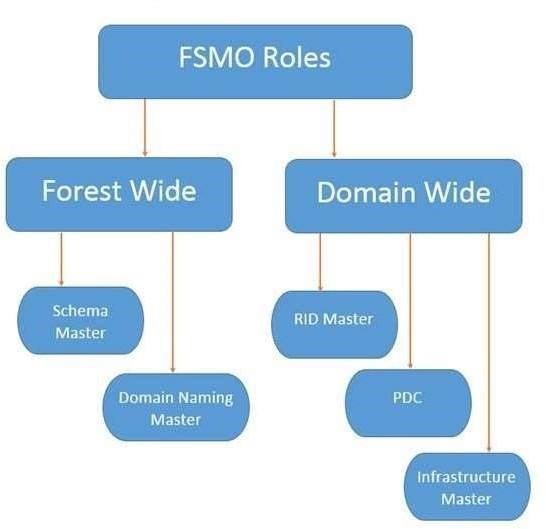 FSMO Roles
Forest Wide
Domain Wide
Schema
Master
Domain Naming
Master
RID Master
PDC
Infrastructure
Master